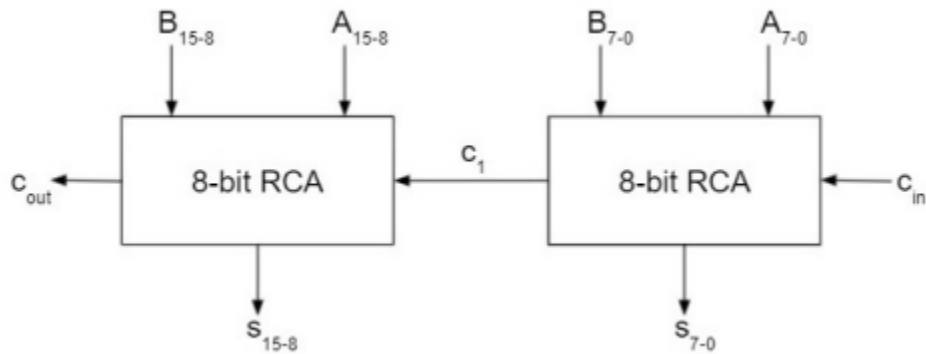 B15-8 A15-8 B7-0 A7-0
cout 8-bit RCA c1 8-bit RCA cin
s15-8 s7-0